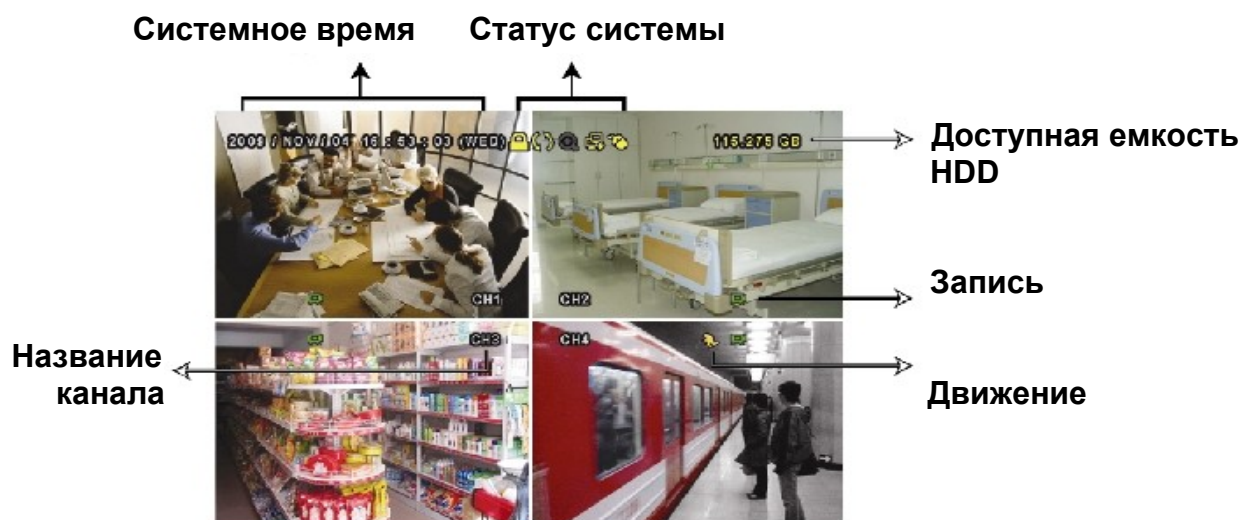 Системное время Статус системы
2009 / NOV / 04 16 : 53 : 03 (WED)
115.275 GB
Доступная емкость
HDD
CH1
CH2
Запись
CH3
CH4
Название
канала
Движение